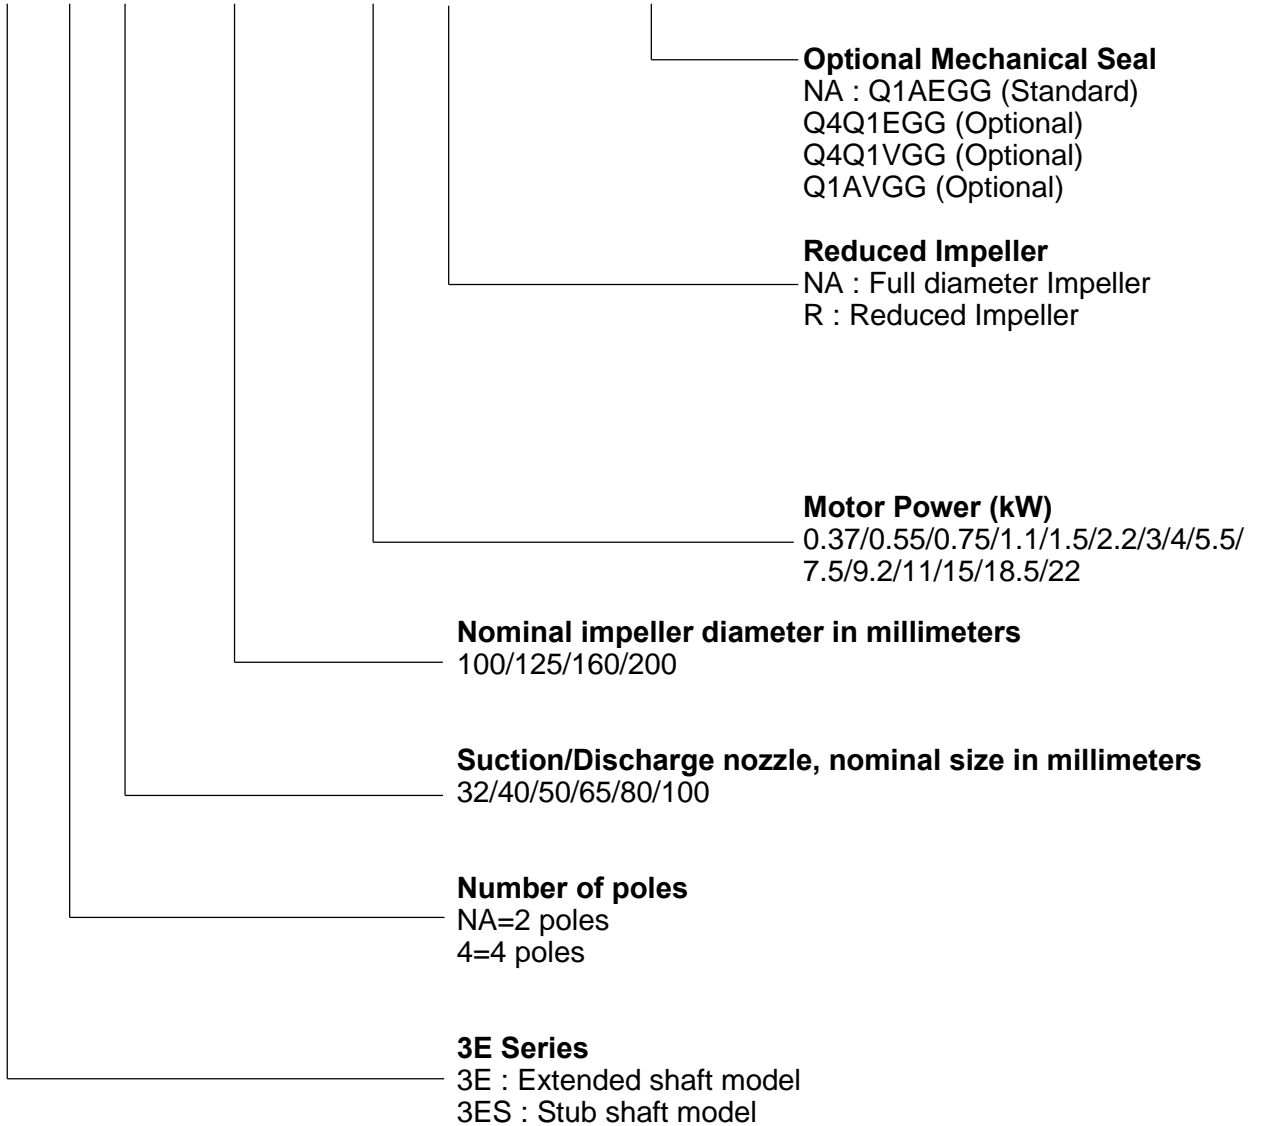 Optional Mechanical Seal
NA : Q1AEGG (Standard)
Q4Q1EGG (Optional)
Q4Q1VGG (Optional)
Q1AVGG (Optional)
Reduced Impeller
NA : Full diameter Impeller
R : Reduced Impeller
Motor Power (kW)
0.37/0.55/0.75/1.1/1.5/2.2/3/4/5.5/
7.5/9.2/11/15/18.5/22
Nominal impeller diameter in millimeters
100/125/160/200
Suction/Discharge nozzle, nominal size in millimeters
32/40/50/65/80/100
Number of poles
NA=2 poles
4=4 poles
3E Series
3E : Extended shaft model
3ES : Stub shaft model